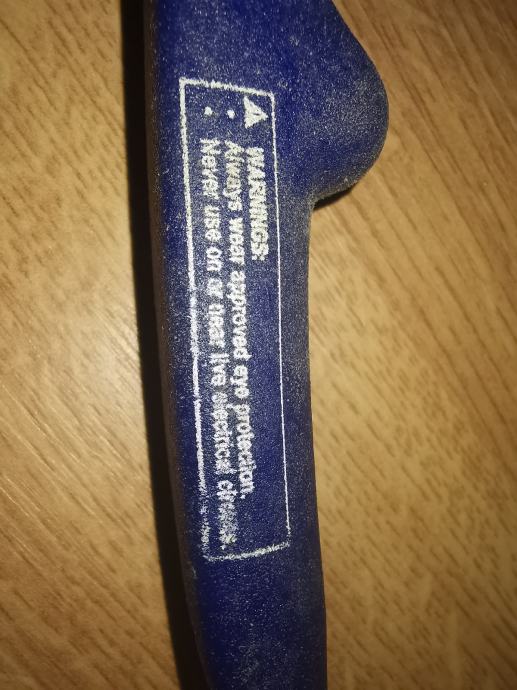 WARNINGS:
• Always wear approved eye protection.
• Never use on or near live electrical circuits.